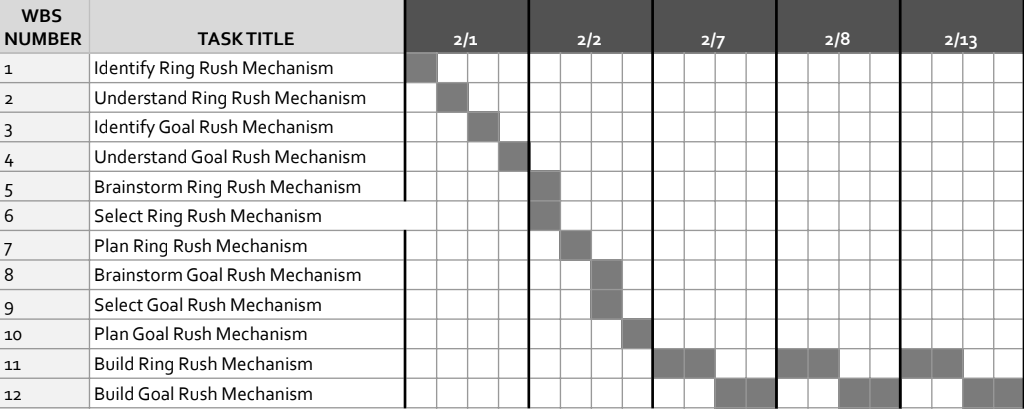 WBS NUMBER TASK TITLE 2/1 2/2 2/7 2/8 2/13
1 Identify Ring Rush Mechanism
2 Understand Ring Rush Mechanism
3 Identify Goal Rush Mechanism
4 Understand Goal Rush Mechanism
5 Brainstorm Ring Rush Mechanism
6 Select Ring Rush Mechanism
7 Plan Ring Rush Mechanism
8 Brainstorm Goal Rush Mechanism
9 Select Goal Rush Mechanism
10 Plan Goal Rush Mechanism
11 Build Ring Rush Mechanism
12 Build Goal Rush Mechanism